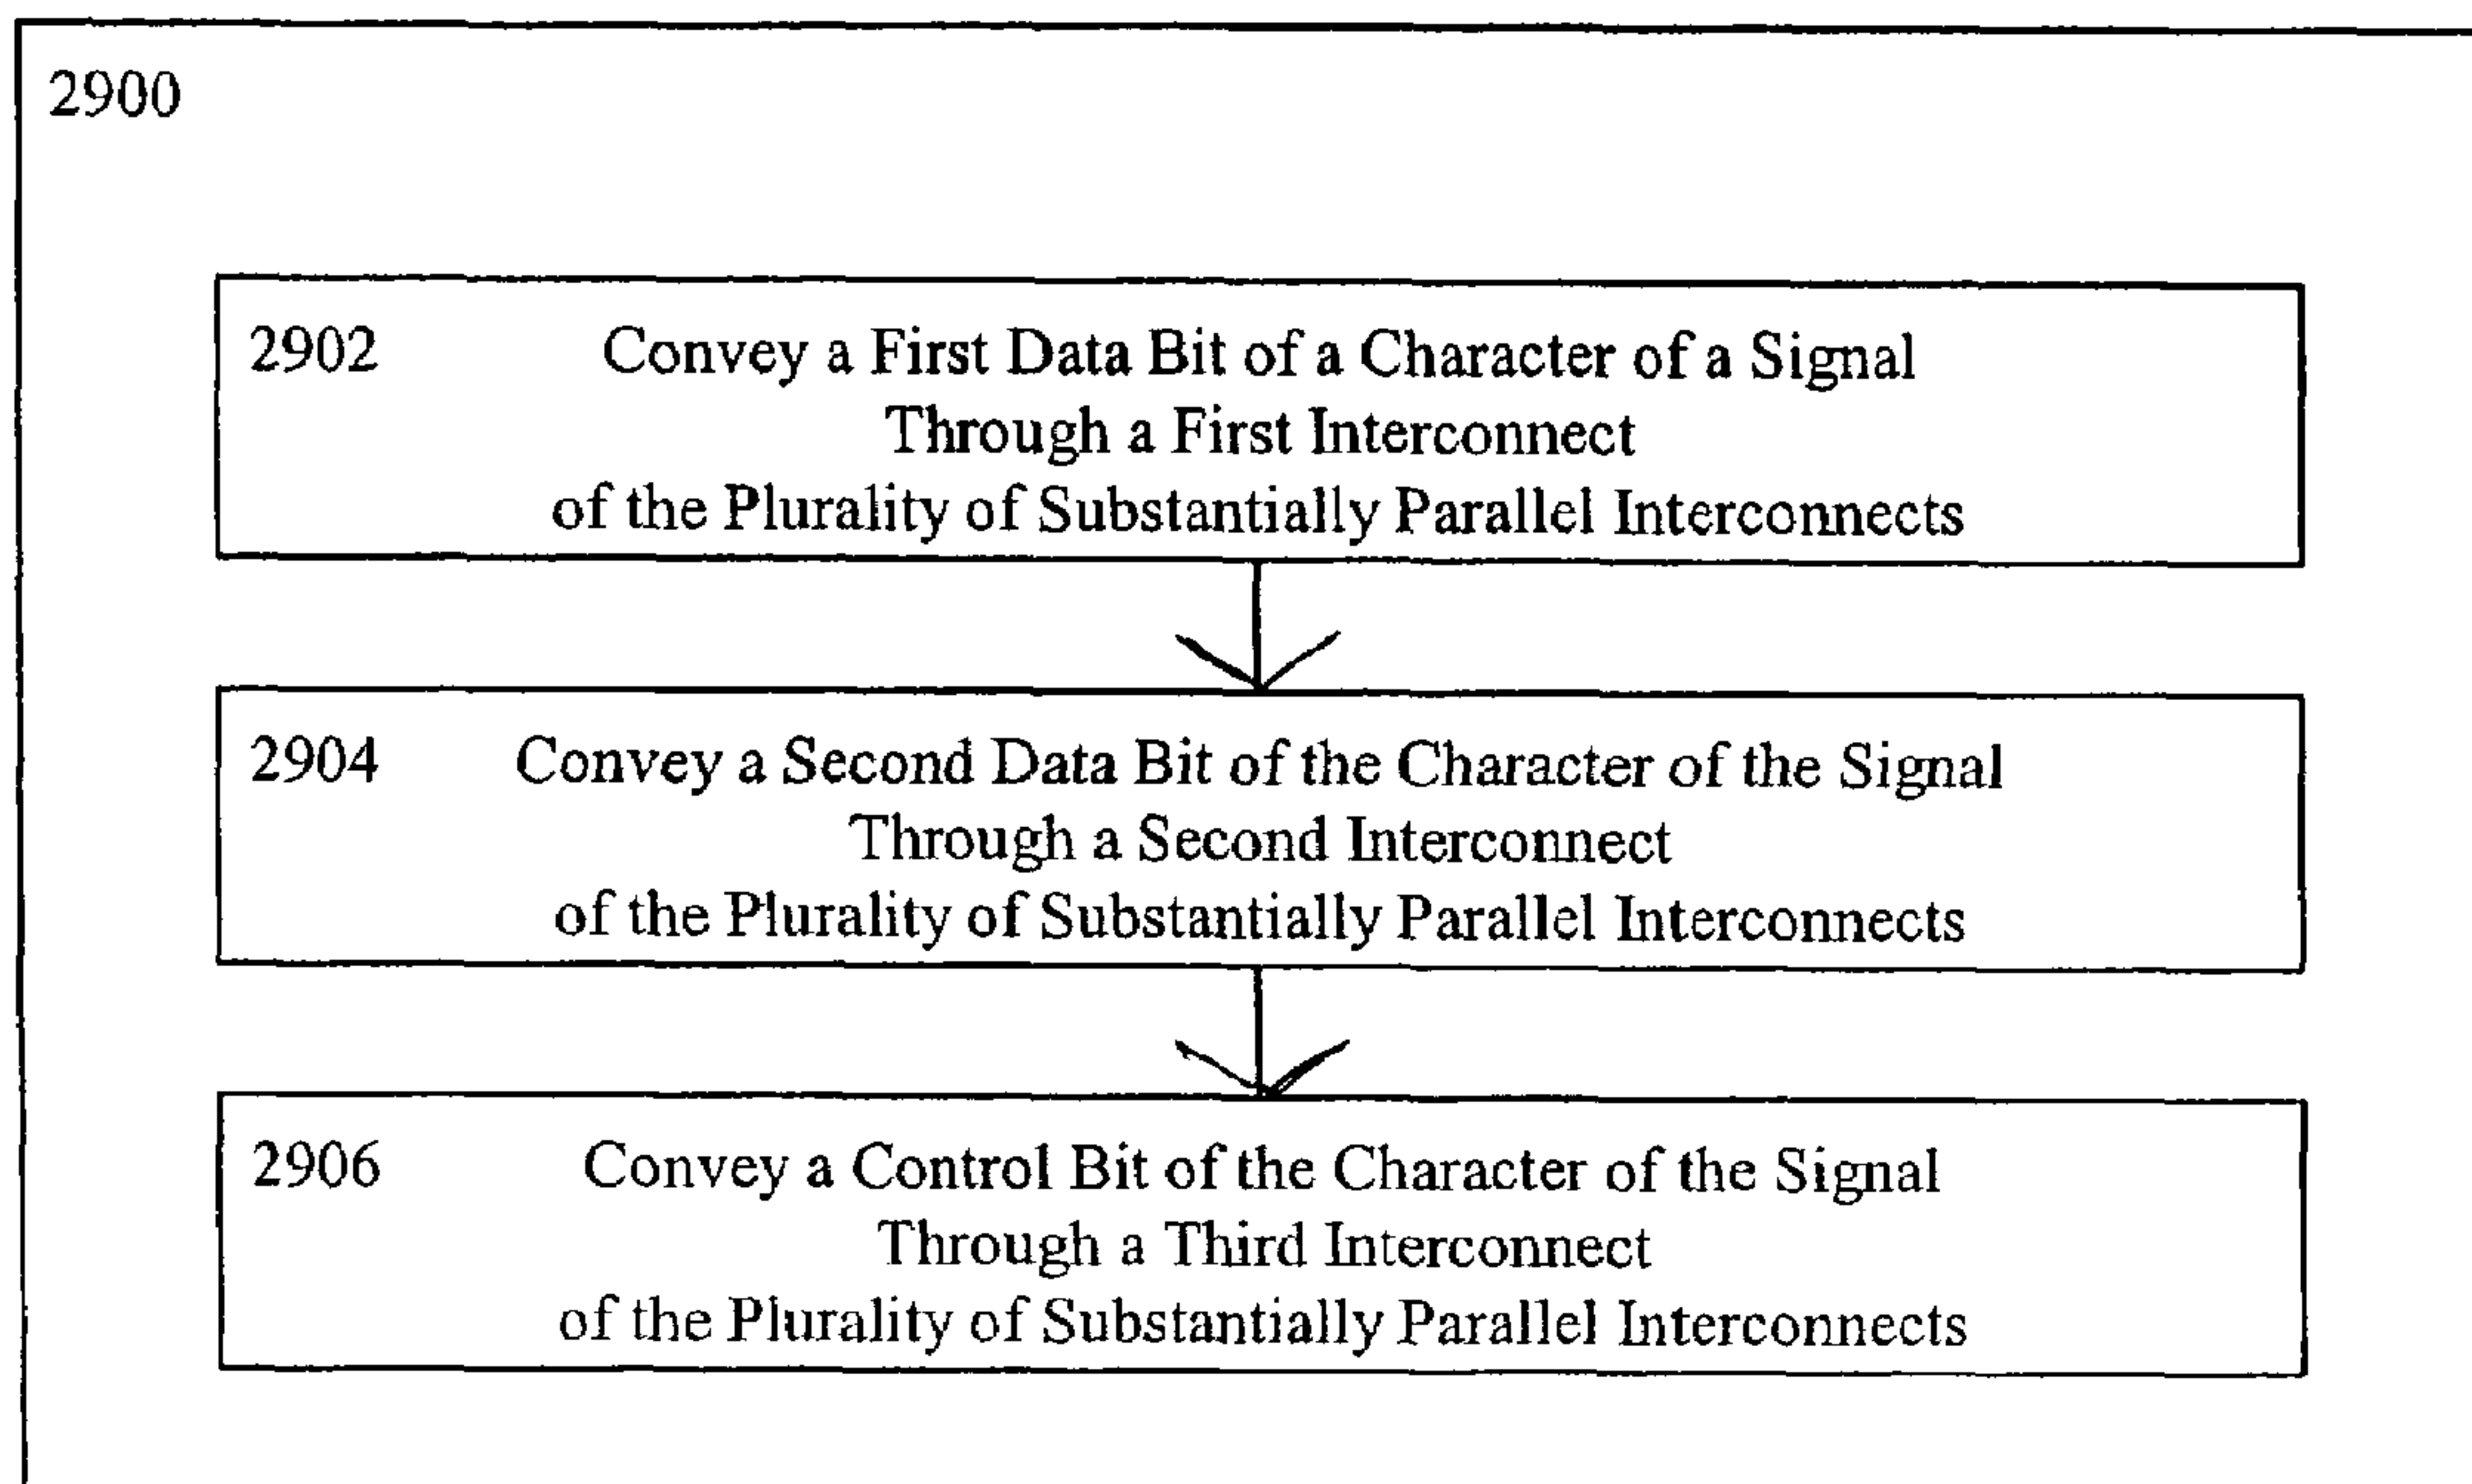 2900
2902 Convey a First Data Bit of a Character of a Signal
Through a First Interconnect
of the Plurality of Substantially Parallel Interconnects
2904 Convey a Second Data Bit of the Character of the Signal
Through a Second Interconnect
of the Plurality of Substantially Parallel Interconnects
2906 Convey a Control Bit of the Character of the Signal
Through a Third Interconnect
of the Plurality of Substantially Parallel Interconnects